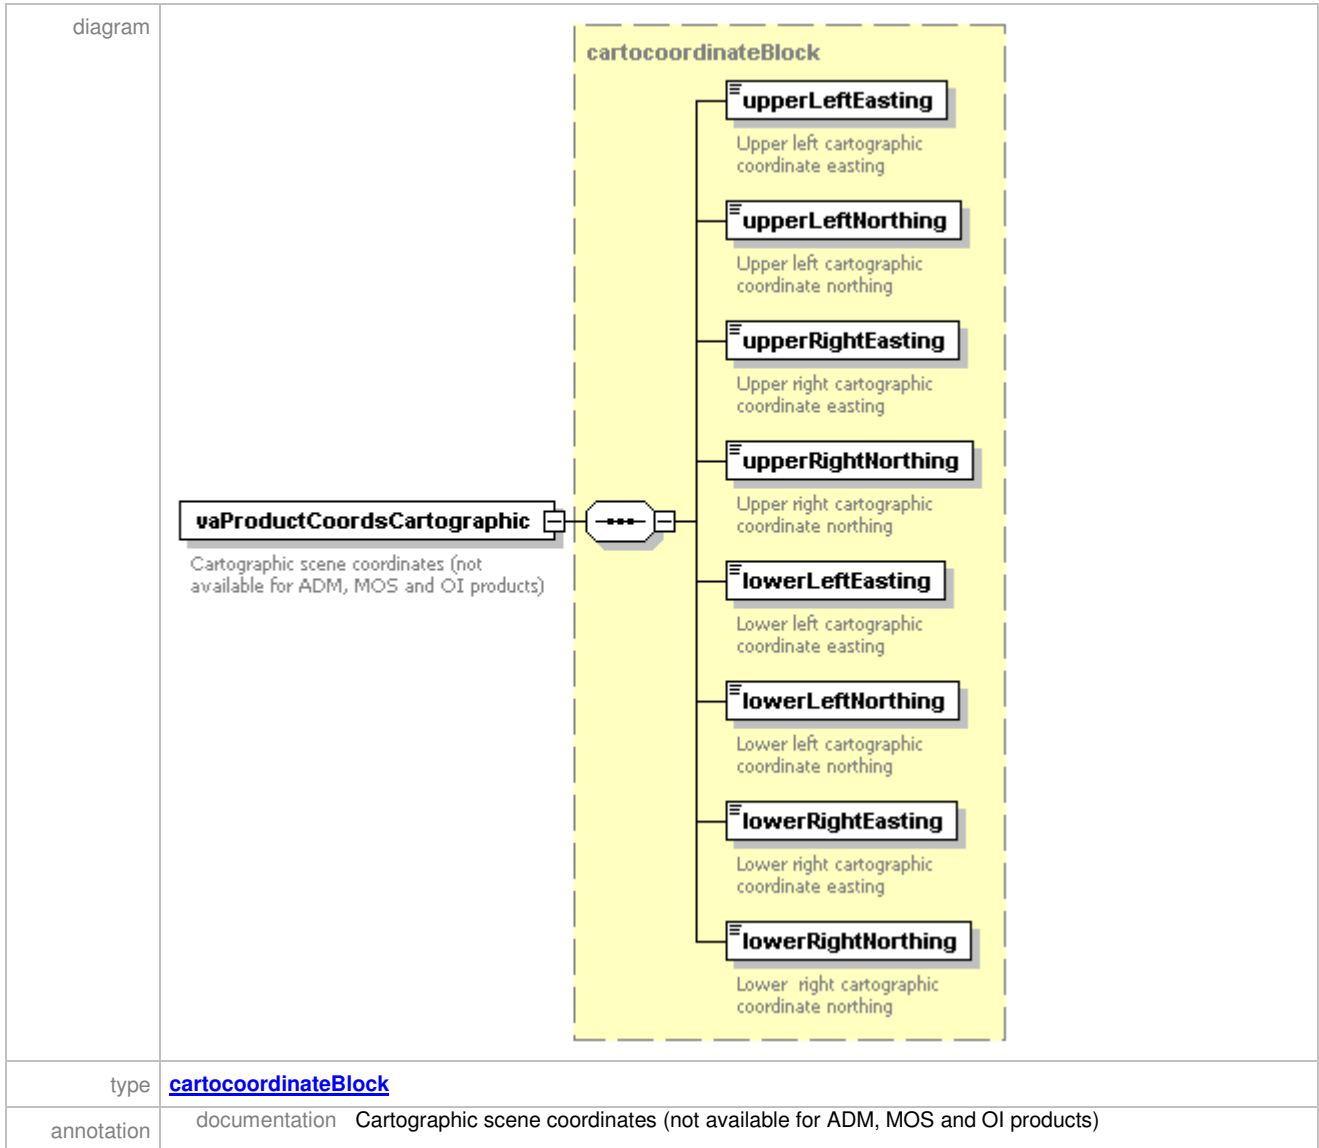 diagram
cartocoordinateBlock
upperLeftEasting
Upper left cartographic
coordinate easting
upperLeftNorthing
Upper left cartographic
coordinate northing
upperRightEasting
Upper right cartographic
coordinate easting
upperRightNorthing
Upper right cartographic
coordinate northing
vaProductCoordsCartographic
Cartographic scene coordinates (not
available for ADM, MOS and OI products)
lowerLeftEasting
Lower left cartographic
coordinate easting
lowerLeftNorthing
Lower left cartographic
coordinate northing
lowerRightEasting
Lower right cartographic
coordinate easting
lowerRightNorthing
Lower  right cartographic
coordinate northing
type cartocoordinateBlock
annotation documentation Cartographic scene coordinates (not available for ADM, MOS and OI products)